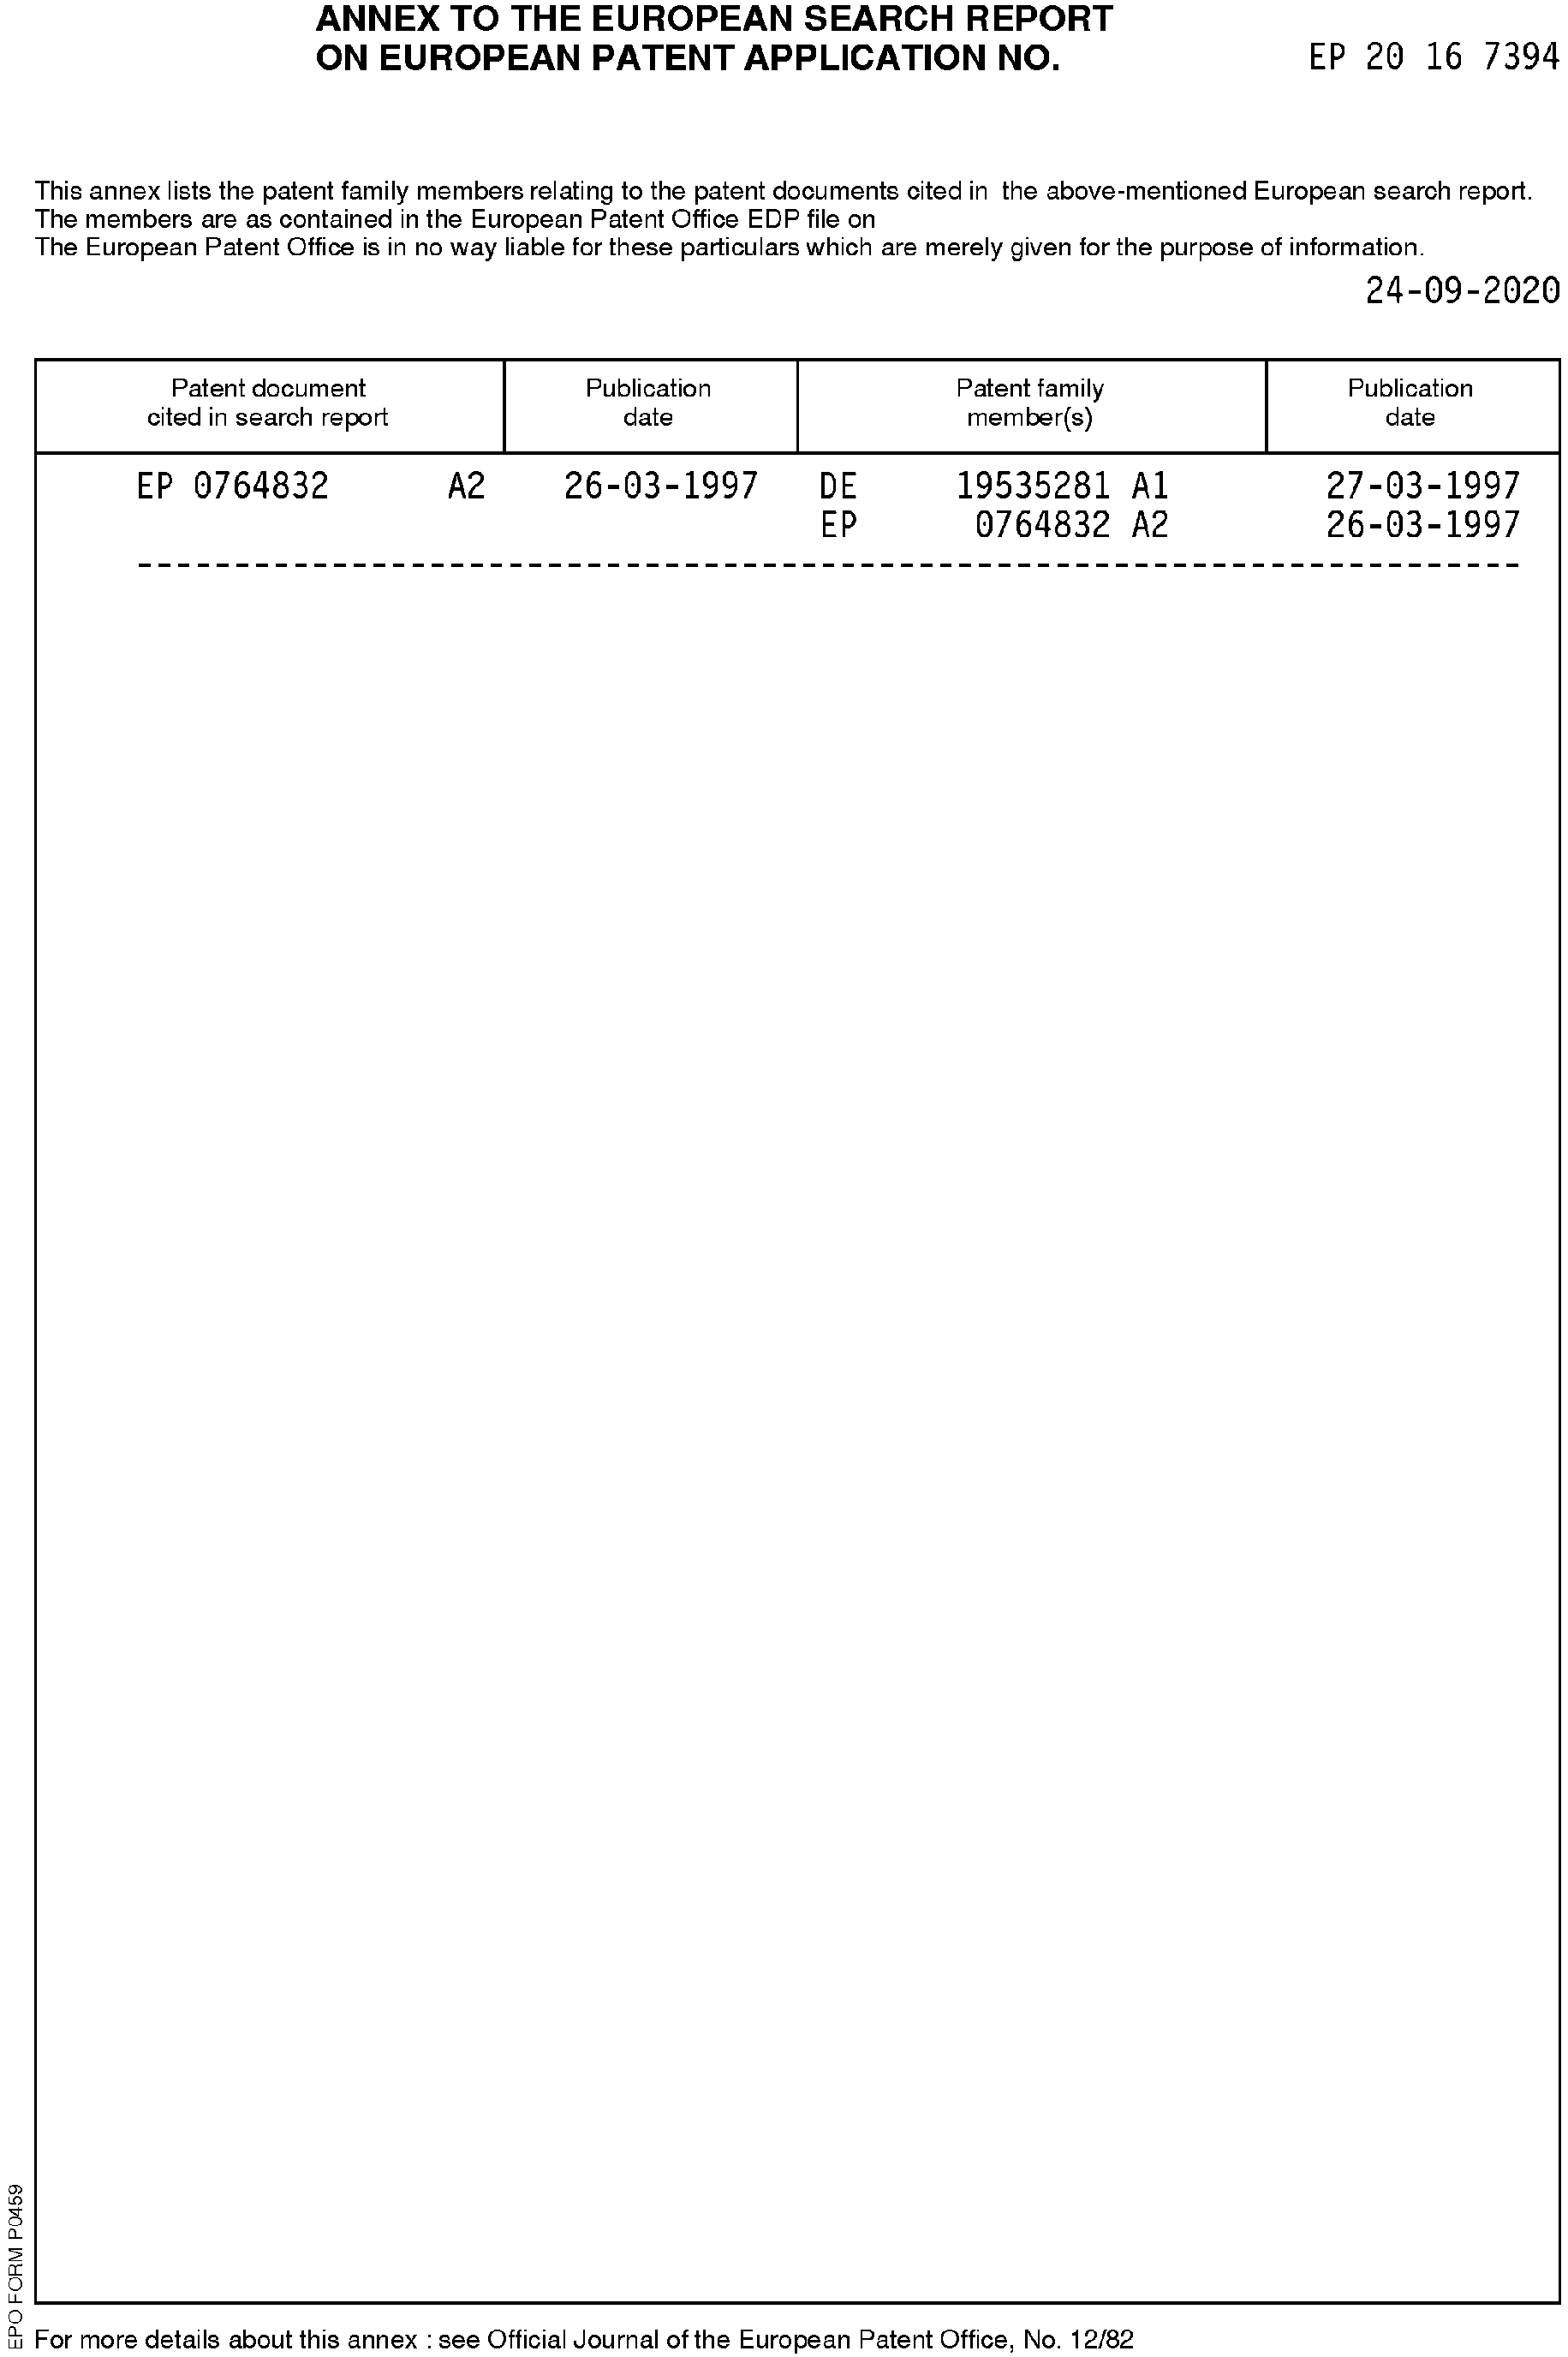 ANNEX TO THE EUROPEAN SEARCH REPORT
ON EUROPEAN PATENT APPLICATION NO. EP 20 16 7394
This annex lists the patent family members relating to the patent documents cited in the above-mentioned European search report.
The members are as contained in the European Patent Office EDP file on
The European Patent Office is in no way liable for these particulars which are merely given for the purpose of information.
24-09-2020
Patent document cited in search report | Publication date | Patent family member(s) | Publication date
EP 0764832 A2 26-03-1997 DE 19535281 A1 27-03-1997
EP 0764832 A2 26-03-1997
EPO FORM P0459
For more details about this annex : see Official Journal of the European Patent Office, No. 12/82